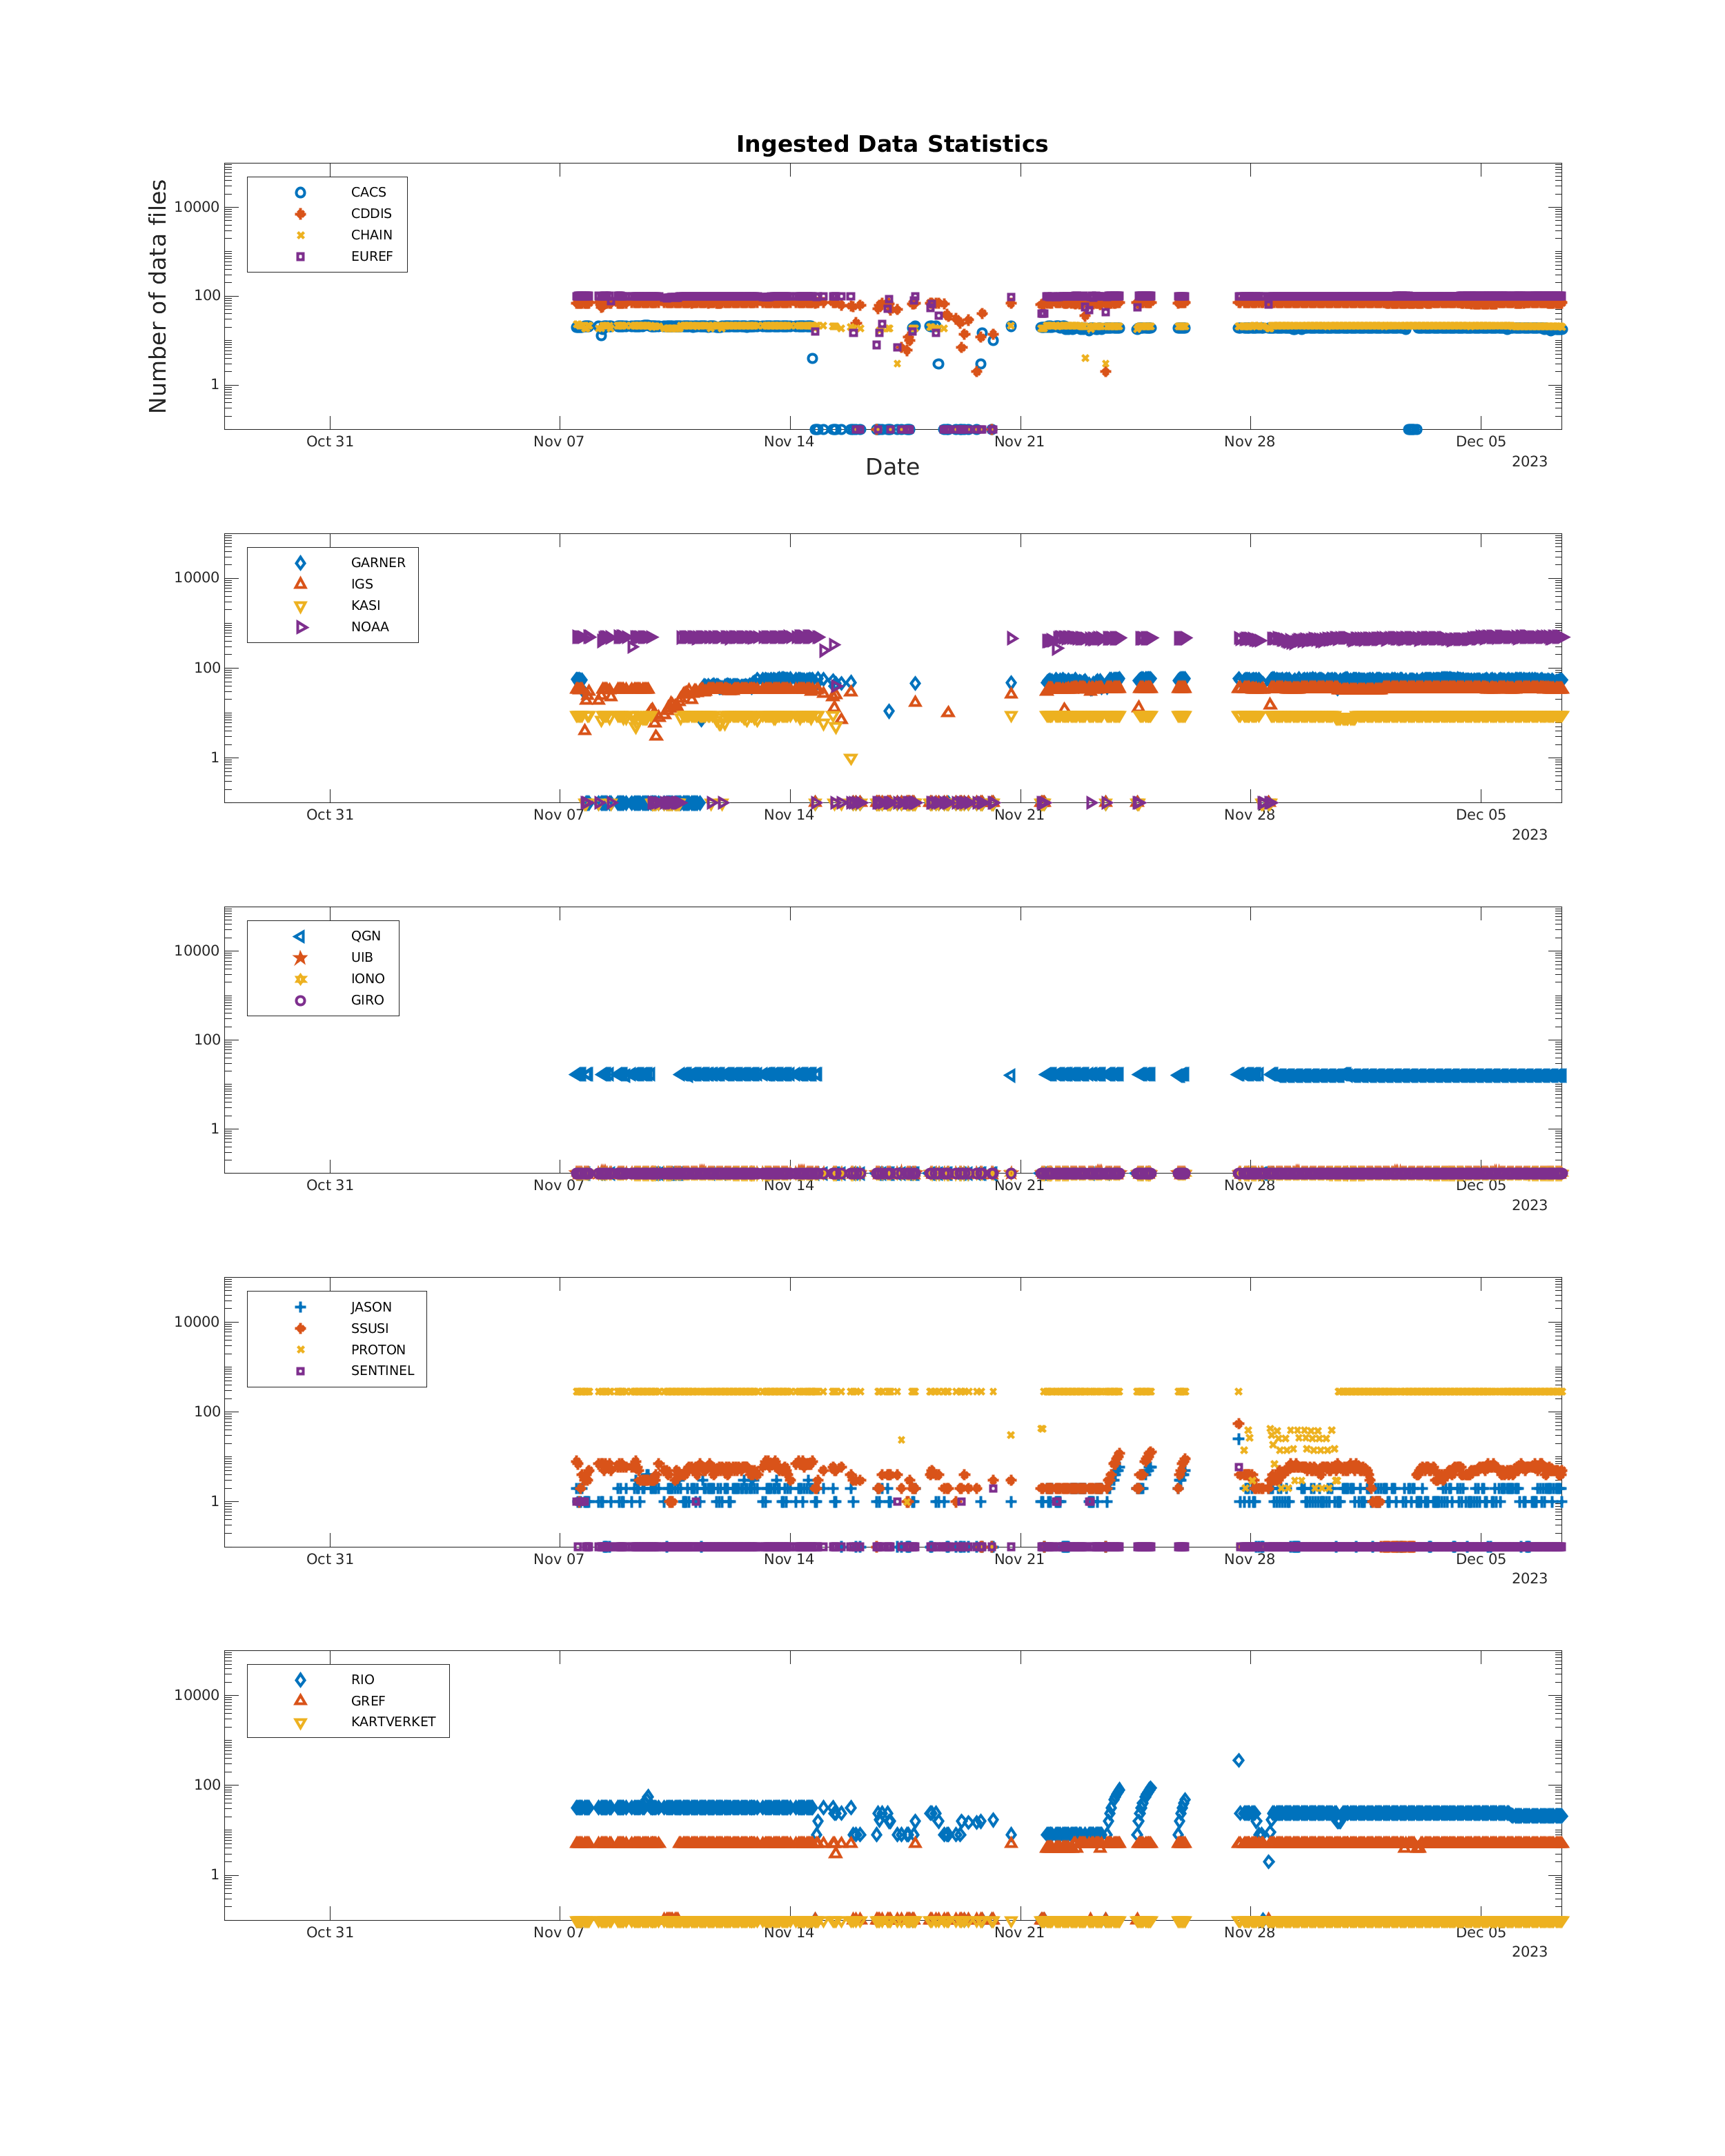 Ingested Data Statistics
Number of data files
10000
100
1
CACS
CDDIS
CHAIN
EUREF
Oct 31 Nov 07 Nov 14 Nov 21 Nov 28 Dec 05
Date
2023
10000
100
1
GARNER
IGS
KASI
NOAA
Oct 31 Nov 07 Nov 14 Nov 21 Nov 28 Dec 05
2023
10000
100
1
QGN
UIB
IONO
GIRO
Oct 31 Nov 07 Nov 14 Nov 21 Nov 28 Dec 05
2023
10000
100
1
JASON
SSUSI
PROTON
SENTINEL
Oct 31 Nov 07 Nov 14 Nov 21 Nov 28 Dec 05
2023
10000
100
1
RIO
GREF
KARTVERKET
Oct 31 Nov 07 Nov 14 Nov 21 Nov 28 Dec 05
2023